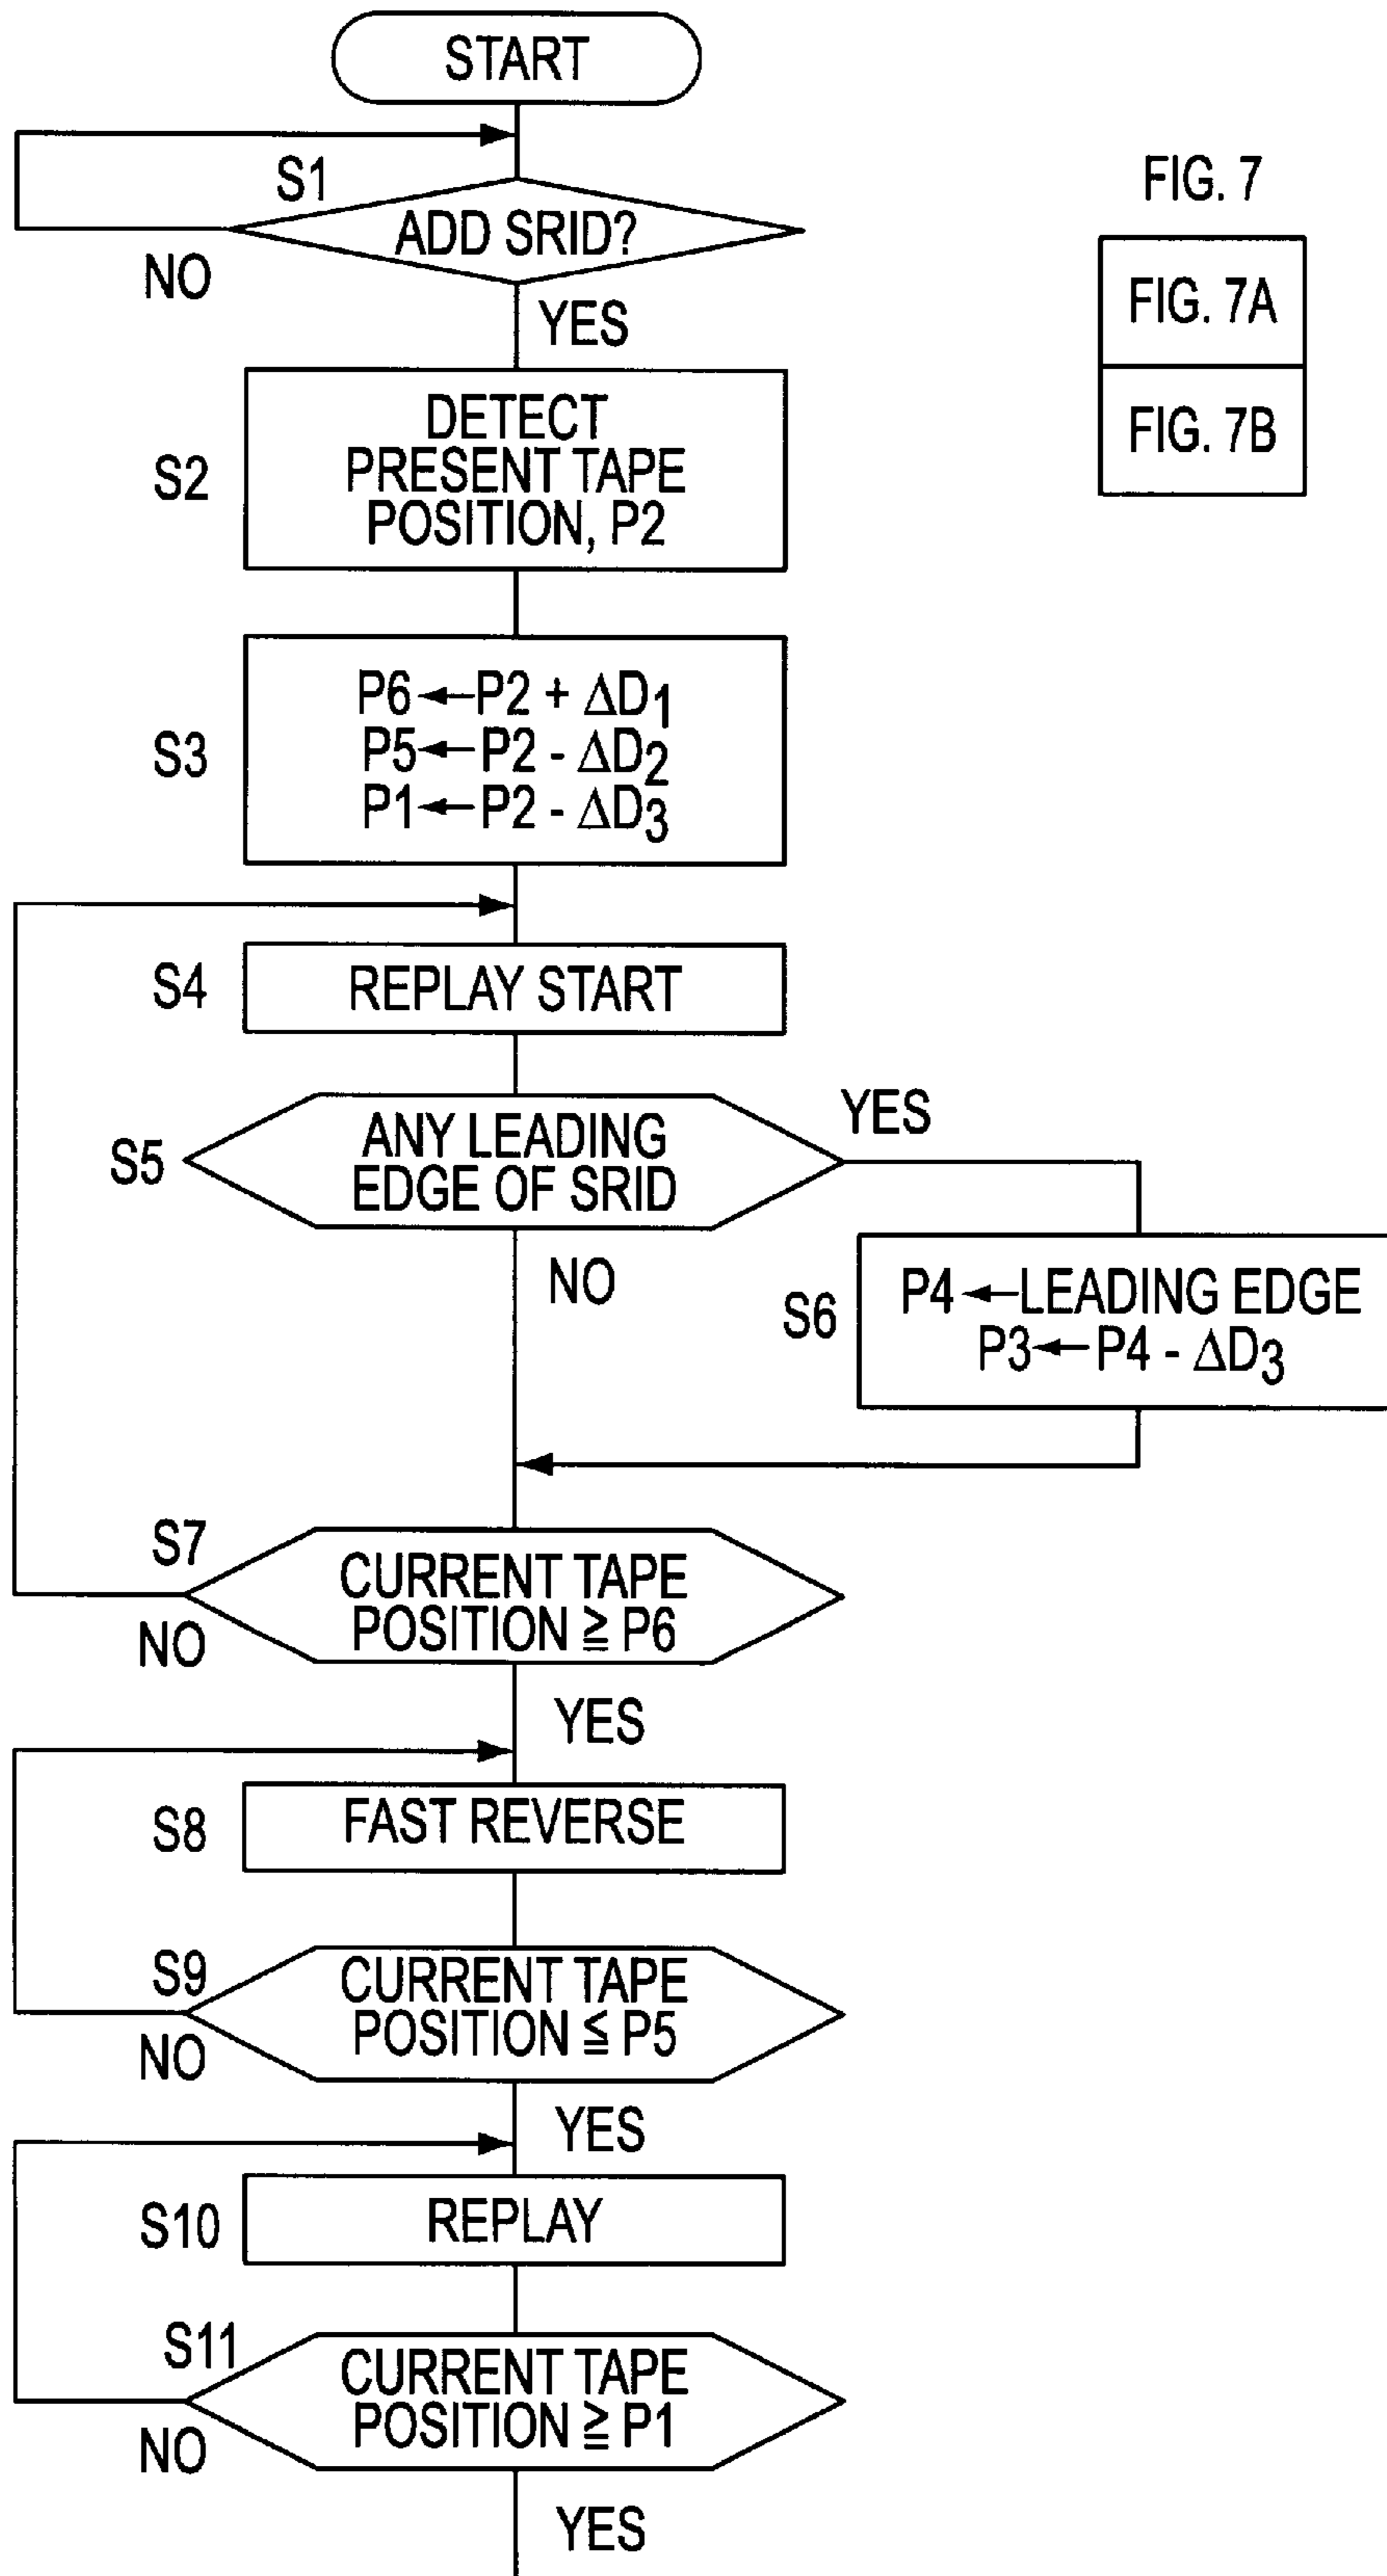 START
S1
ADD SRID?
NO
YES
FIG. 7
FIG. 7A
FIG. 7B
S2
DETECT
PRESENT TAPE
POSITION, P2
S3
P6←P2 + ΔD1
P5←P2 - ΔD2
P1←P2 - ΔD3
S4
REPLAY START
S5
ANY LEADING
EDGE OF SRID
YES
NO
S6
P4←LEADING EDGE
P3←P4 - ΔD3
S7
CURRENT TAPE
POSITION ≧ P6
NO
YES
S8
FAST REVERSE
S9
CURRENT TAPE
POSITION ≦ P5
NO
YES
S10
REPLAY
S11
CURRENT TAPE
POSITION ≧ P1
NO
YES